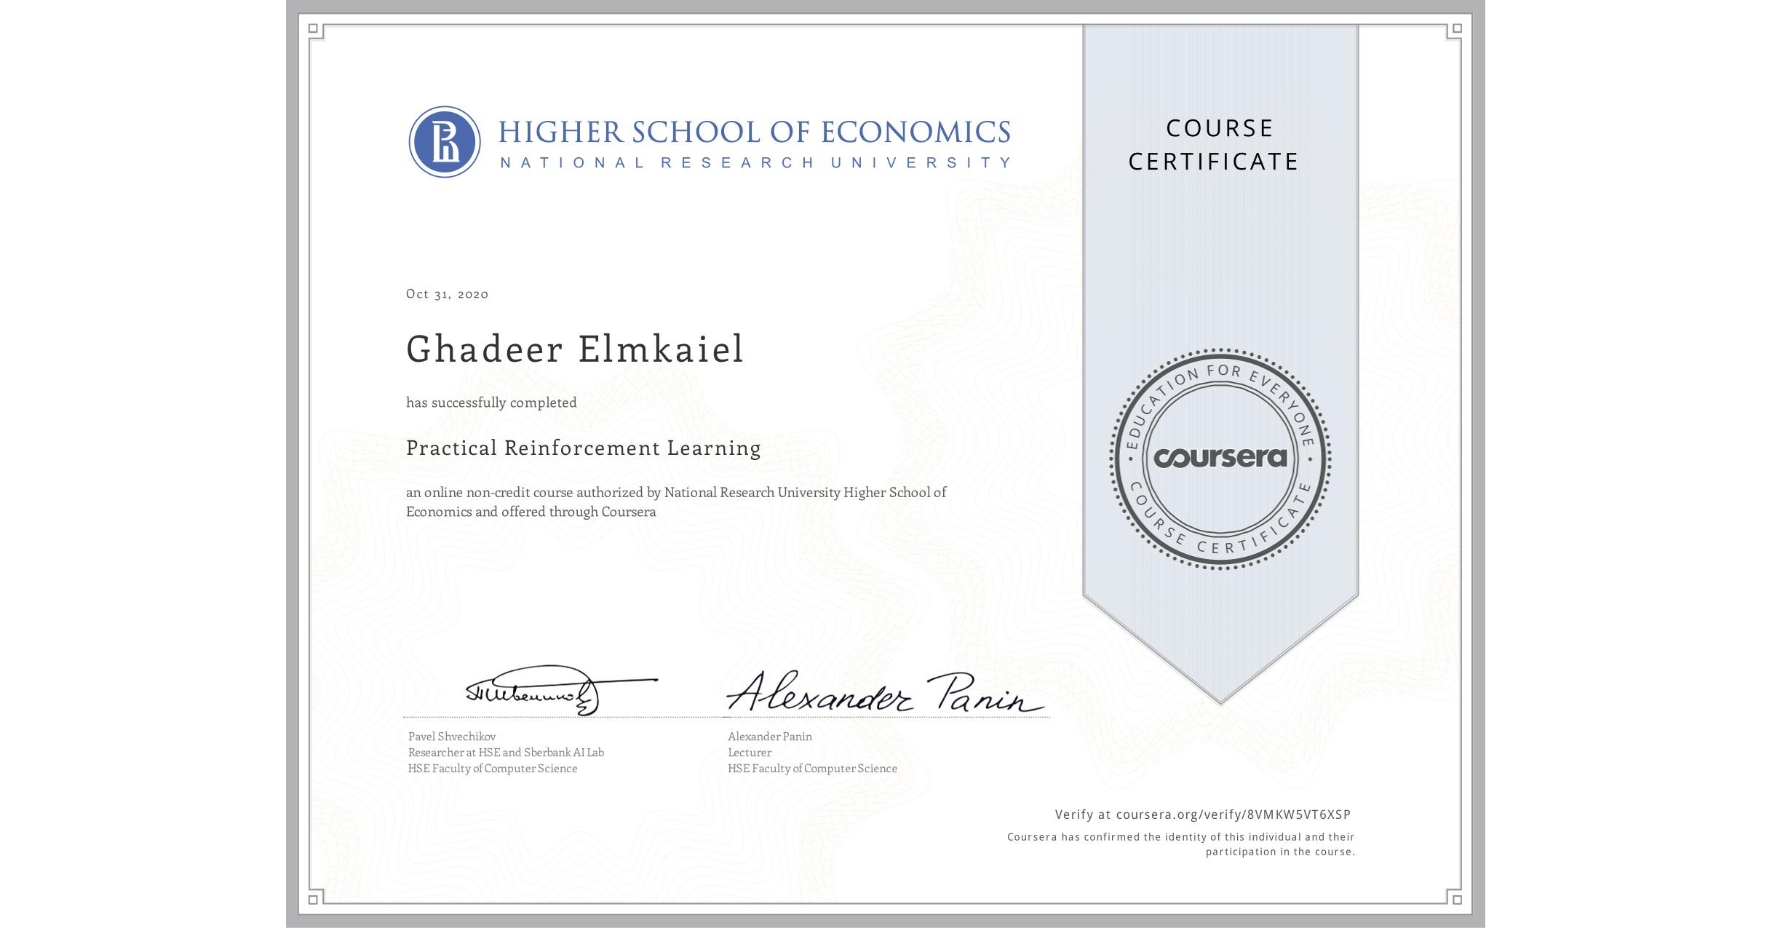 HIGHER SCHOOL OF ECONOMICS
NATIONAL RESEARCH UNIVERSITY
COURSE
CERTIFICATE
Oct 31, 2020
Ghadeer Elmkaiel
has successfully completed
Practical Reinforcement Learning
an online non-credit course authorized by National Research University Higher School of
Economics and offered through Coursera
EDUCATION FOR EVERYONE
coursera
COURSE CERTIFICATE
Alexander Panin
Pavel Shvechikov
Researcher at HSE and Sberbank AI Lab
HSE Faculty of Computer Science
Alexander Panin
Lecturer
HSE Faculty of Computer Science
Verify at coursera.org/verify/8VMKW5VT6XSP
Coursera has confirmed the identity of this individual and their
participation in the course.